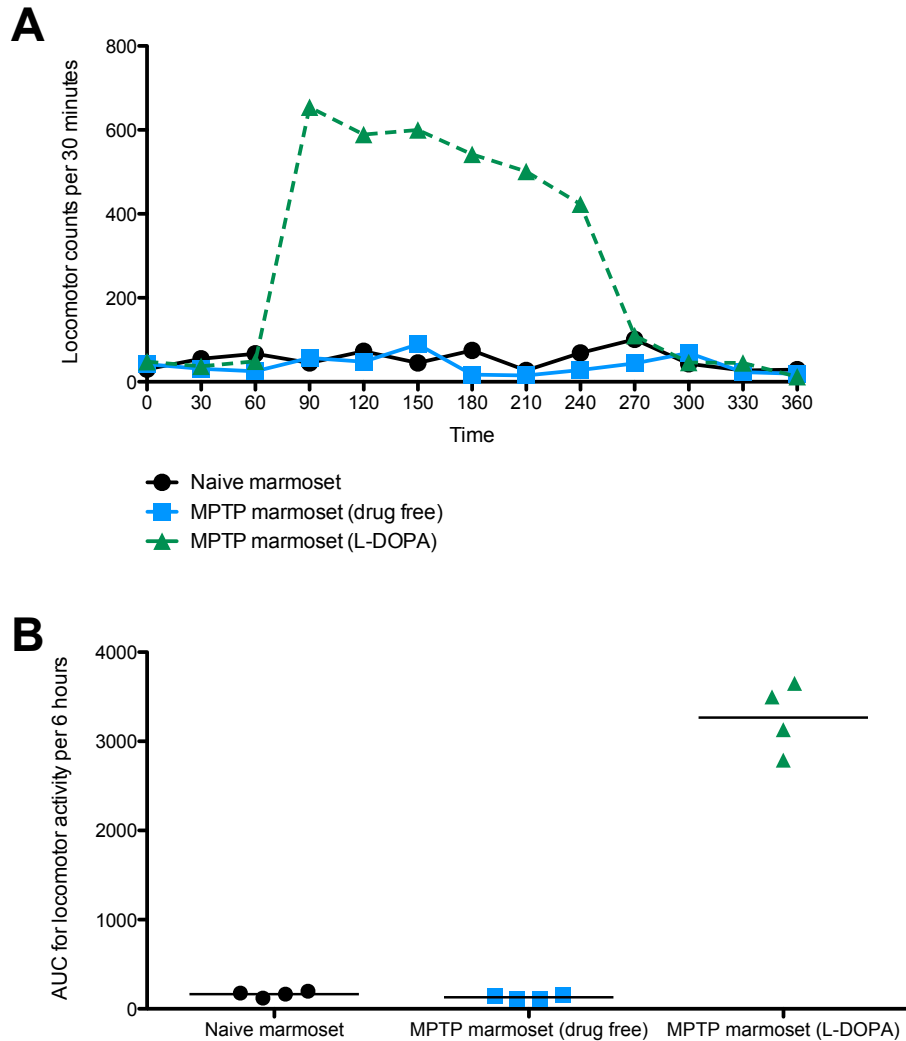 A
Locomotor counts per 30 minutes
800
600
400
200
0
0 30 60 90 120 150 180 210 240 270 300 330 360
Time
Naive marmoset
MPTP marmoset (drug free)
MPTP marmoset (L-DOPA)
B
AUC for locomotor activity per 6 hours
4000
3000
2000
1000
0
Naive marmoset MPTP marmoset (drug free) MPTP marmoset (L-DOPA)